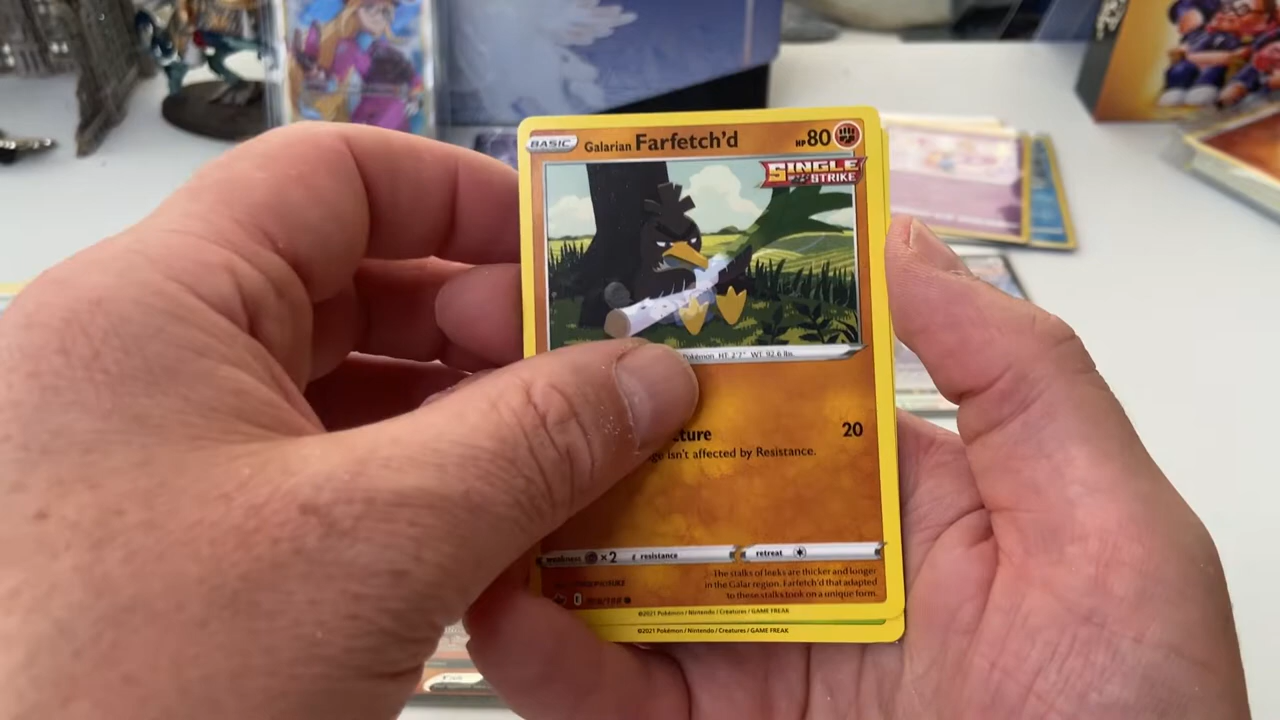 BASIC Galarian Farfetch'd HP 80
SINGLE
STRIKE
Pokémon. HT: 2'7" WT: 92.6 lbs.
20
isn't affected by Resistance.
weakness ×2 resistance retreat
The stalks of leeks are thicker and longer
in the Galar region. Farfetch'd that adapted
to these stalks took on a unique form.
©2021 Pokémon / Nintendo / Creatures / GAME FREAK
©2021 Pokémon / Nintendo / Creatures / GAME FREAK